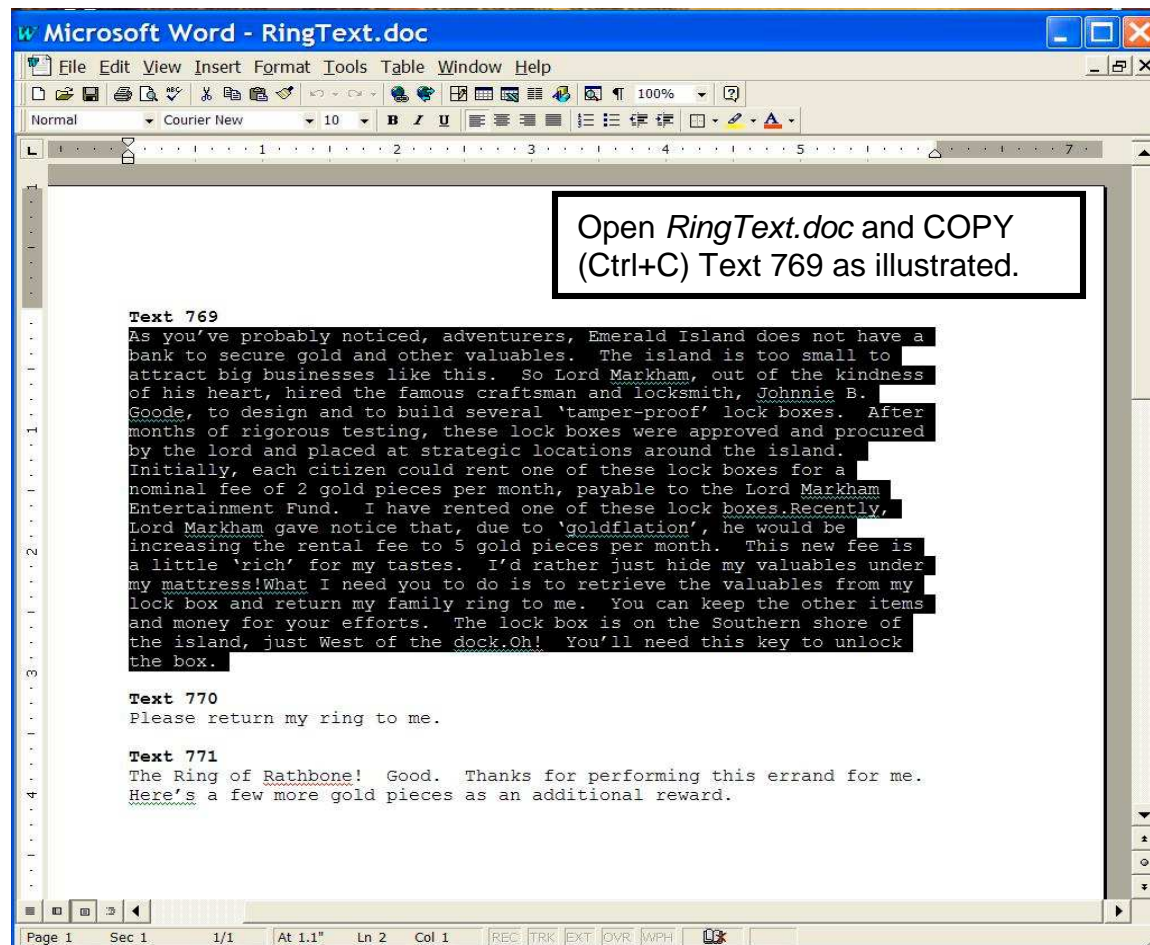 Microsoft Word - RingText.doc
File Edit View Insert Format Tools Table Window Help
100%
Normal Courier New 10 B I U A
1 2 3 4 5 7
Open RingText.doc and COPY
(Ctrl+C) Text 769 as illustrated.
Text 769
As you’ve probably noticed, adventurers, Emerald Island does not have a
bank to secure gold and other valuables.  The island is too small to
attract big businesses like this.  So Lord Markham, out of the kindness
of his heart, hired the famous craftsman and locksmith, Johnnie B.
Goode, to design and to build several ‘tamper-proof’ lock boxes.  After
months of rigorous testing, these lock boxes were approved and procured
by the lord and placed at strategic locations around the island.
Initially, each citizen could rent one of these lock boxes for a
nominal fee of 2 gold pieces per month, payable to the Lord Markham
Entertainment Fund.  I have rented one of these lock boxes.Recently,
Lord Markham gave notice that, due to ‘goldflation’, he would be
increasing the rental fee to 5 gold pieces per month.  This new fee is
a little ‘rich’ for my tastes.  I’d rather just hide my valuables under
my mattress!What I need you to do is to retrieve the valuables from my
lock box and return my family ring to me.  You can keep the other items
and money for your efforts.  The lock box is on the Southern shore of
the island, just West of the dock.Oh!  You’ll need this key to unlock
the box.
Text 770
Please return my ring to me.
Text 771
The Ring of Rathbone!  Good.  Thanks for performing this errand for me.
Here’s a few more gold pieces as an additional reward.
Page 1 Sec 1 1/1 At 1.1" Ln 2 Col 1 REC TRK EXT OVR WPH